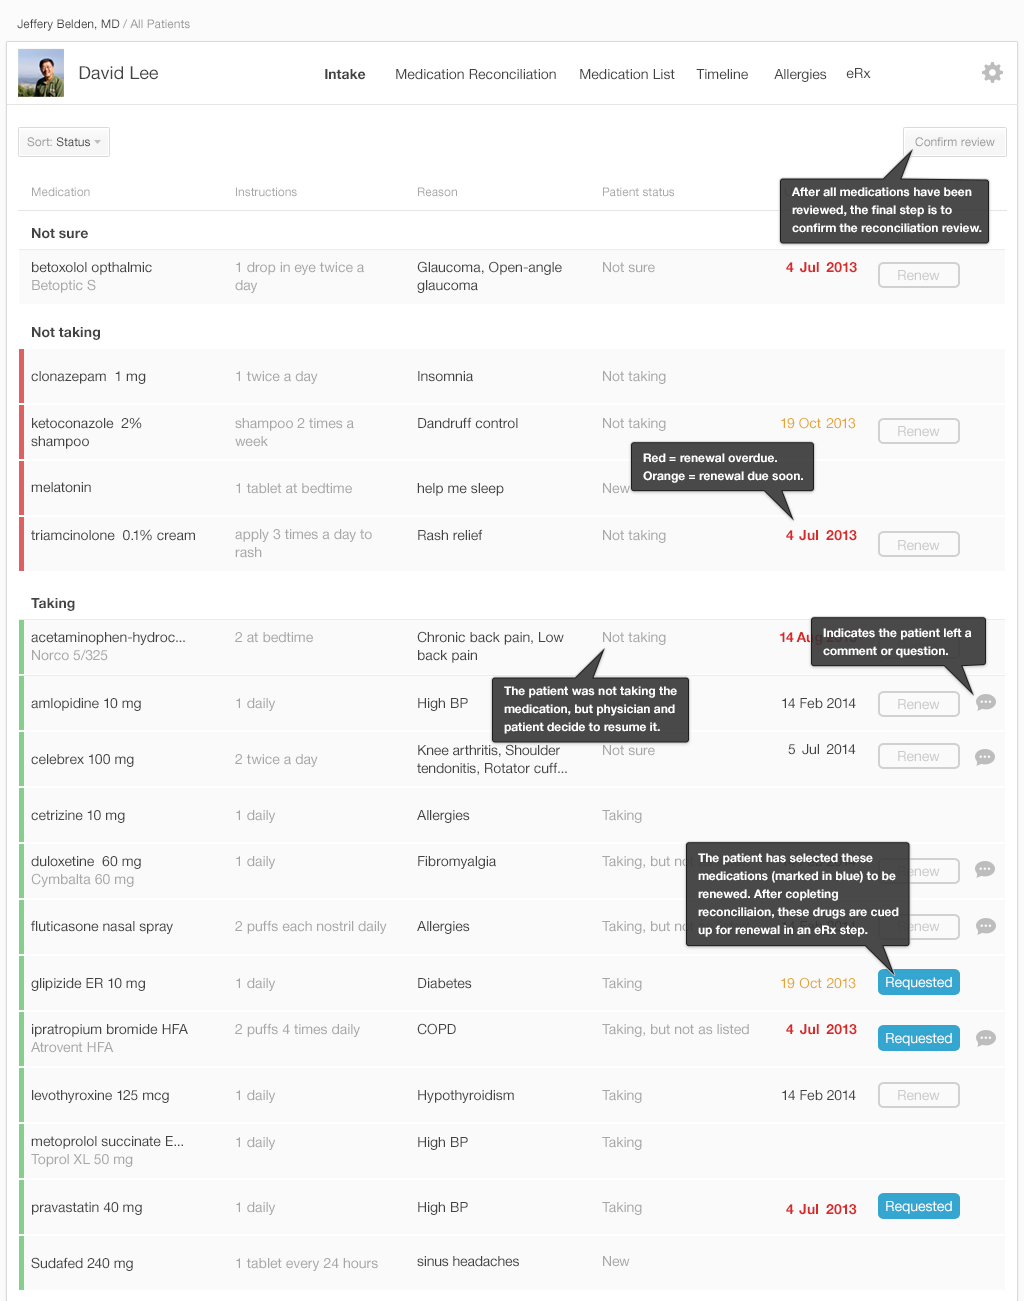 Jeffery Belden, MD / All Patients
David Lee
Intake Medication Reconciliation Medication List Timeline Allergies eRx
Sort: Status
Confirm review
Medication Instructions Reason Patient status
After all medications have been
reviewed, the final step is to
confirm the reconciliation review.
Not sure
betoxolol opthalmic 1 drop in eye twice a Glaucoma, Open-angle Not sure 4 Jul 2013 Renew
Betoptic S day glaucoma
Not taking
clonazepam 1 mg 1 twice a day Insomnia Not taking
ketoconazole 2% shampoo 2 times a Dandruff control Not taking 19 Oct 2013 Renew
shampoo week
Red = renewal overdue.
Orange = renewal due soon.
melatonin 1 tablet at bedtime help me sleep New
triamcinolone 0.1% cream apply 3 times a day to Rash relief Not taking 4 Jul 2013 Renew
rash
Taking
acetaminophen-hydroc... 2 at bedtime Chronic back pain, Low Not taking 14
Norco 5/325 back pain
Indicates the patient left a
comment or question.
The patient was not taking the
medication, but physician and
patient decide to resume it.
amlopidine 10 mg 1 daily High BP 14 Feb 2014 Renew
celebrex 100 mg 2 twice a day Knee arthritis, Shoulder Not sure 5 Jul 2014 Renew
tendonitis, Rotator cuff...
cetrizine 10 mg 1 daily Allergies Taking
duloxetine 60 mg 1 daily Fibromyalgia Taking, but
Cymbalta 60 mg
The patient has selected these
medications (marked in blue) to be
renewed. After copleting
reconciliaion, these drugs are cued
up for renewal in an eRx step.
fluticasone nasal spray 2 puffs each nostril daily Allergies Taking, but
glipizide ER 10 mg 1 daily Diabetes Taking 19 Oct 2013 Requested
ipratropium bromide HFA 2 puffs 4 times daily COPD Taking, but not as listed 4 Jul 2013 Requested
Atrovent HFA
levothyroxine 125 mcg 1 daily Hypothyroidism Taking 14 Feb 2014 Renew
metoprolol succinate E... 1 daily High BP Taking
Toprol XL 50 mg
pravastatin 40 mg 1 daily High BP Taking 4 Jul 2013 Requested
Sudafed 240 mg 1 tablet every 24 hours sinus headaches New